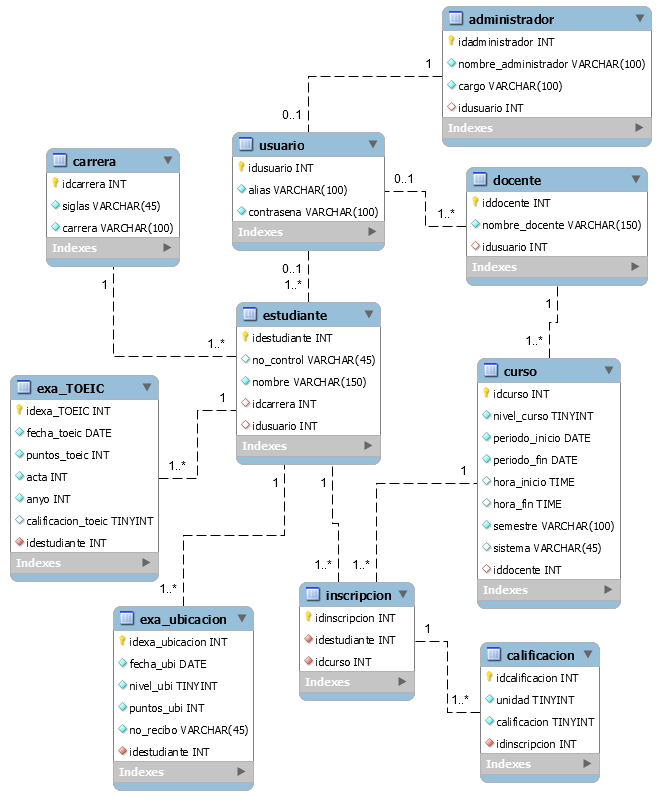 administrador
idadministrador INT
nombre_administrador VARCHAR(100)
cargo VARCHAR(100)
idusuario INT
Indexes
1
0..1
usuario
idusuario INT
alias VARCHAR(100)
contrasena VARCHAR(100)
Indexes
carrera
idcarrera INT
siglas VARCHAR(45)
carrera VARCHAR(100)
Indexes
0..1
1..*
docente
iddocente INT
nombre_docente VARCHAR(150)
idusuario INT
Indexes
0..1
1..*
1
1..*
estudiante
idestudiante INT
no_control VARCHAR(45)
nombre VARCHAR(150)
idcarrera INT
idusuario INT
Indexes
1
1..*
curso
idcurso INT
nivel_curso TINYINT
periodo_inicio DATE
periodo_fin DATE
hora_inicio TIME
hora_fin TIME
semestre VARCHAR(100)
sistema VARCHAR(45)
iddocente INT
Indexes
exa_TOEIC
idexa_TOEIC INT
fecha_toeic DATE
puntos_toeic INT
acta INT
anyo INT
calificacion_toeic TINYINT
idestudiante INT
Indexes
1
1..*
1
1..*
1
1..*
1
1..*
exa_ubicacion
idexa_ubicacion INT
fecha_ubi DATE
nivel_ubi TINYINT
puntos_ubi INT
no_recibo VARCHAR(45)
idestudiante INT
Indexes
inscripcion
idinscripcion INT
idestudiante INT
idcurso INT
Indexes
1
1..*
calificacion
idcalificacion INT
unidad TINYINT
calificacion TINYINT
idinscripcion INT
Indexes